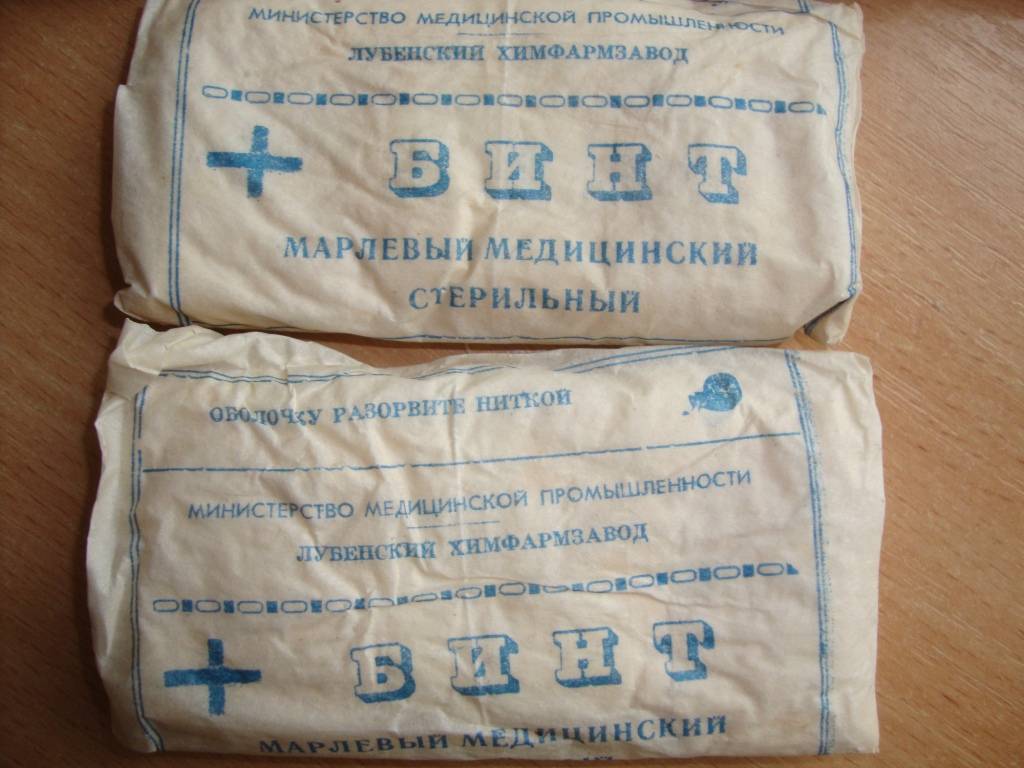 МИНИСТЕРСТВО МЕДИЦИНСКОЙ ПРОМЫШЛЕННОСТИ
ЛУБЕНСКИЙ ХИМФАРМЗАВОД
БИНТ
МАРЛЕВЫЙ МЕДИЦИНСКИЙ
СТЕРИЛЬНЫЙ
ОБОЛОЧКУ РАЗОРВИТЕ НИТКОЙ
МИНИСТЕРСТВО МЕДИЦИНСКОЙ ПРОМЫШЛЕННОСТИ
ЛУБЕНСКИЙ ХИМФАРМЗАВОД
БИНТ
МАРЛЕВЫЙ МЕДИЦИНСКИЙ